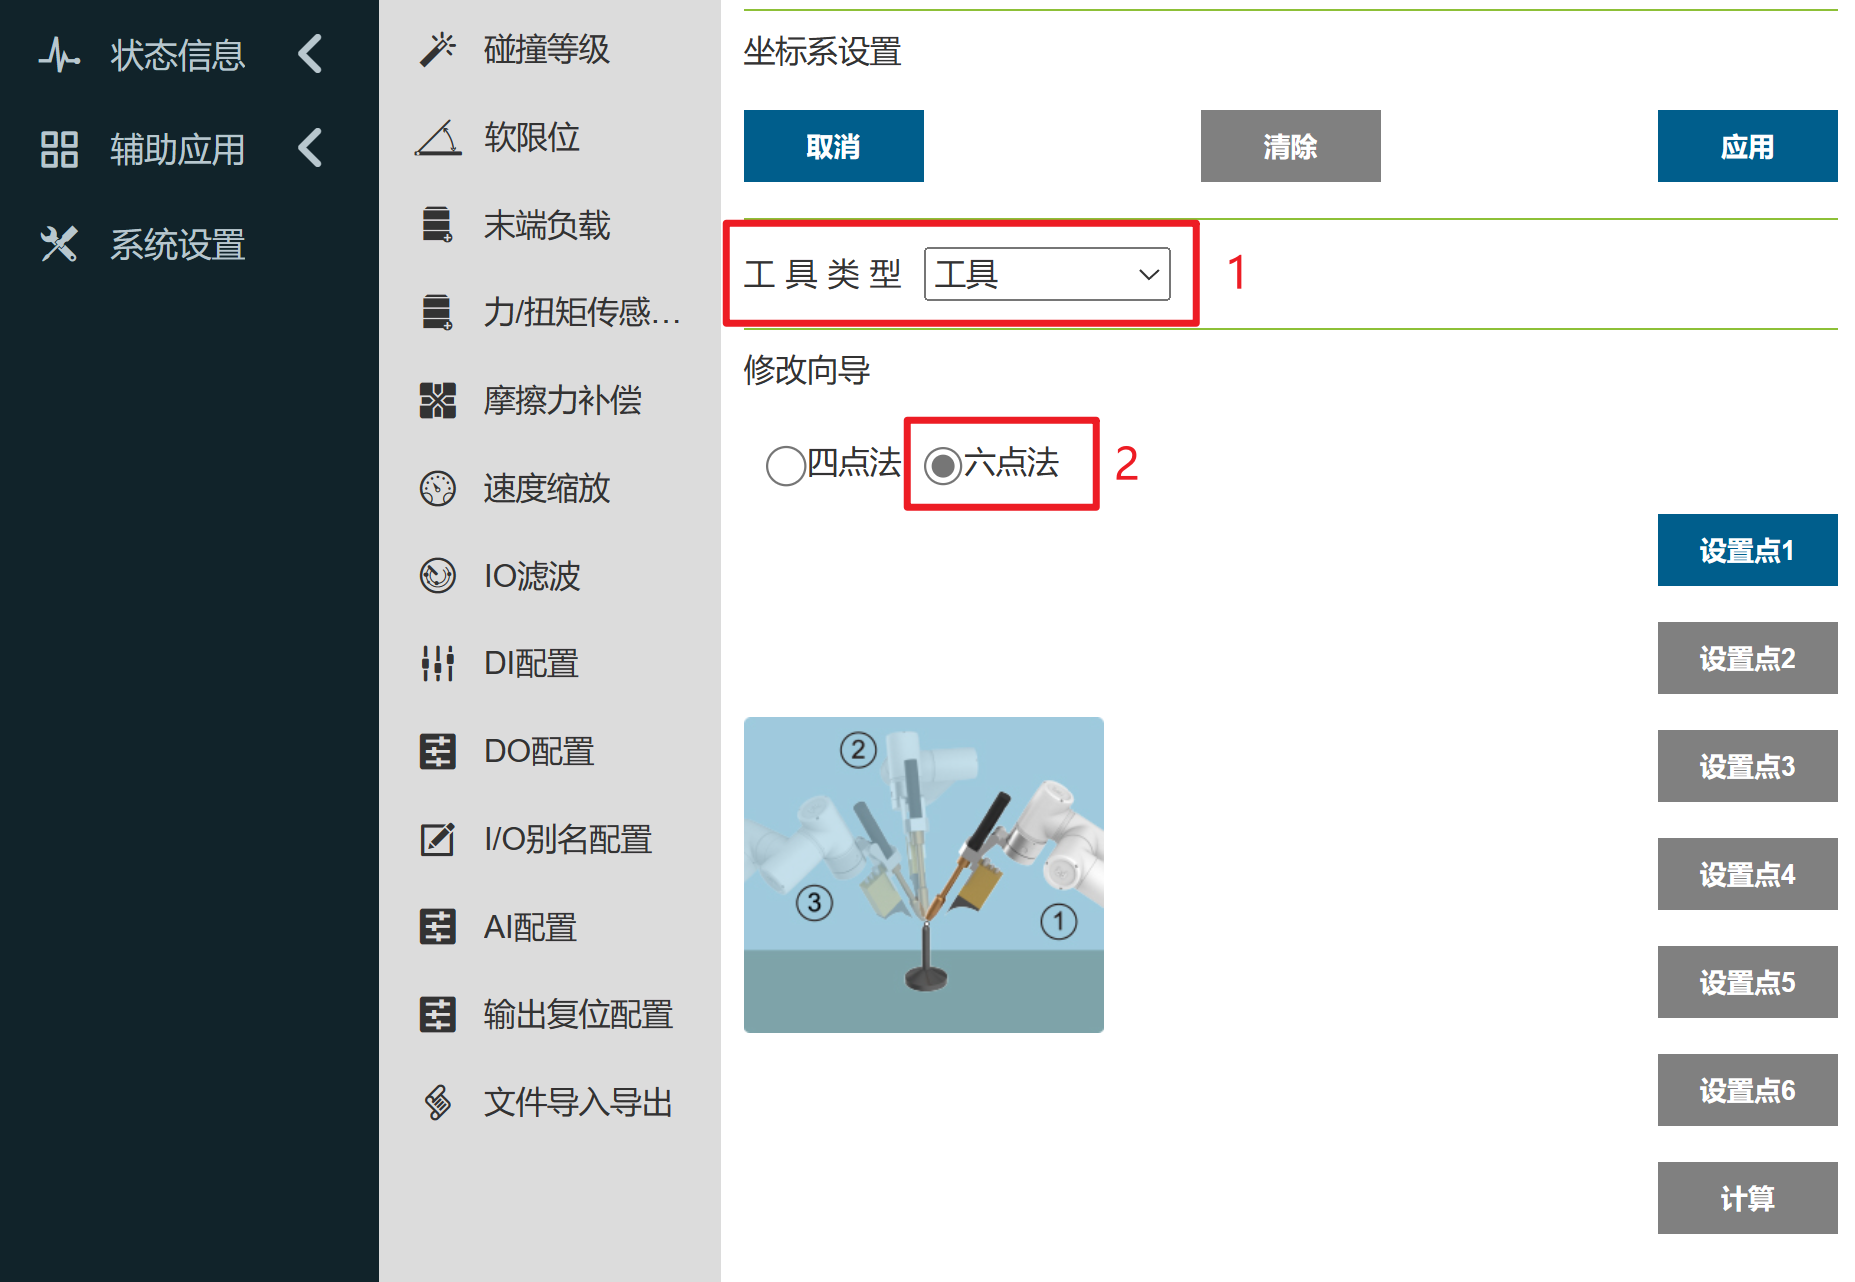 状态信息
辅助应用
系统设置
碰撞等级
软限位
末端负载
力/扭矩传感...
摩擦力补偿
速度缩放
IO滤波
DI配置
DO配置
I/O别名配置
AI配置
输出复位配置
文件导入导出
坐标系设置
取消 清除 应用
工具类型 工具 1
修改向导
四点法 六点法 2
设置点1
设置点2
设置点3
设置点4
设置点5
设置点6
计算
②
③
①